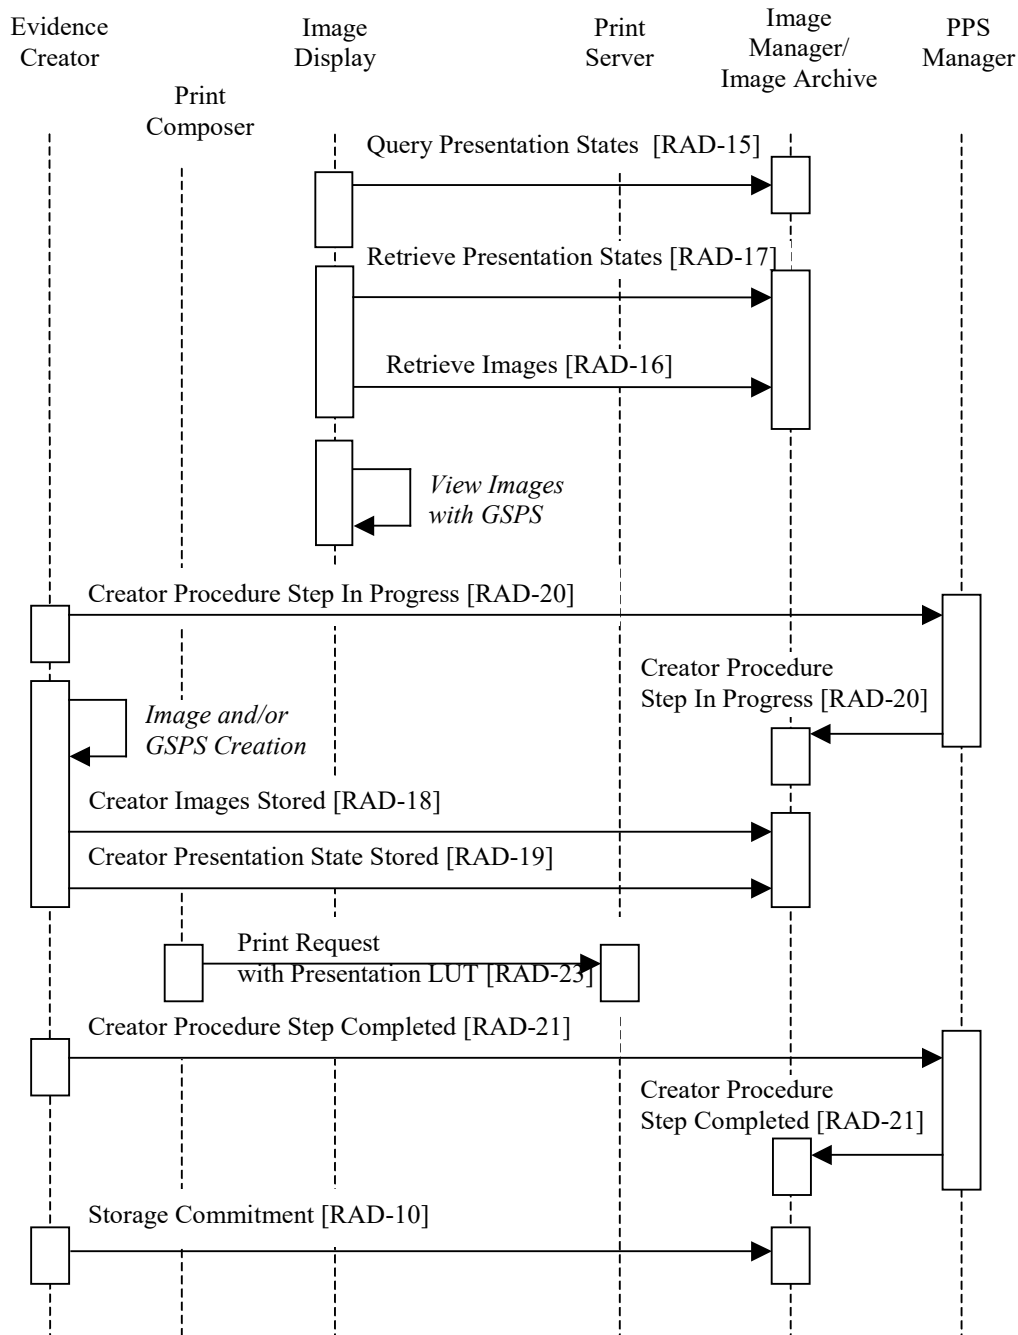 Evidence
Creator
Print
Composer
Image
Display
Print
Server
Image
Manager/
Image Archive
PPS
Manager
Query Presentation States [RAD-15]
Retrieve Presentation States [RAD-17]
Retrieve Images [RAD-16]
View Images
with GSPS
Creator Procedure Step In Progress [RAD-20]
Creator Procedure
Step In Progress [RAD-20]
Image and/or
GSPS Creation
Creator Images Stored [RAD-18]
Creator Presentation State Stored [RAD-19]
Print Request
with Presentation LUT [RAD-23]
Creator Procedure Step Completed [RAD-21]
Creator Procedure
Step Completed [RAD-21]
Storage Commitment [RAD-10]